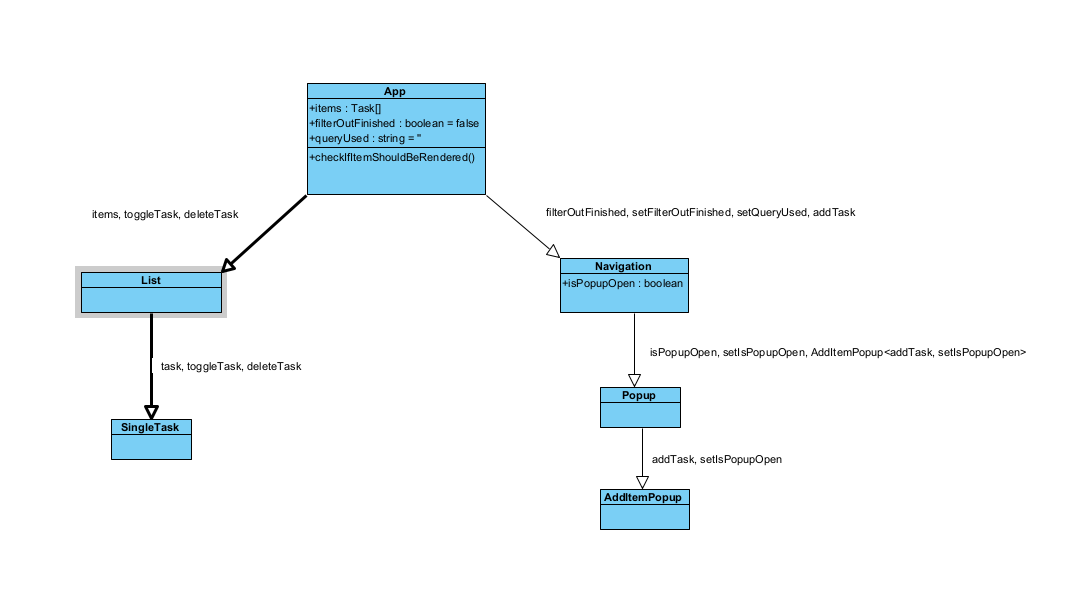 App
+items : Task[]
+filterOutFinished : boolean = false
+queryUsed : string = "
+checkIfItemShouldBeRendered()
items, toggleTask, deleteTask
filterOutFinished, setFilterOutFinished, setQueryUsed, addTask
List
Navigation
+isPopupOpen : boolean
task, toggleTask, deleteTask
isPopupOpen, setIsPopupOpen, AddItemPopup<addTask, setIsPopupOpen>
SingleTask
Popup
addTask, setIsPopupOpen
AddItemPopup